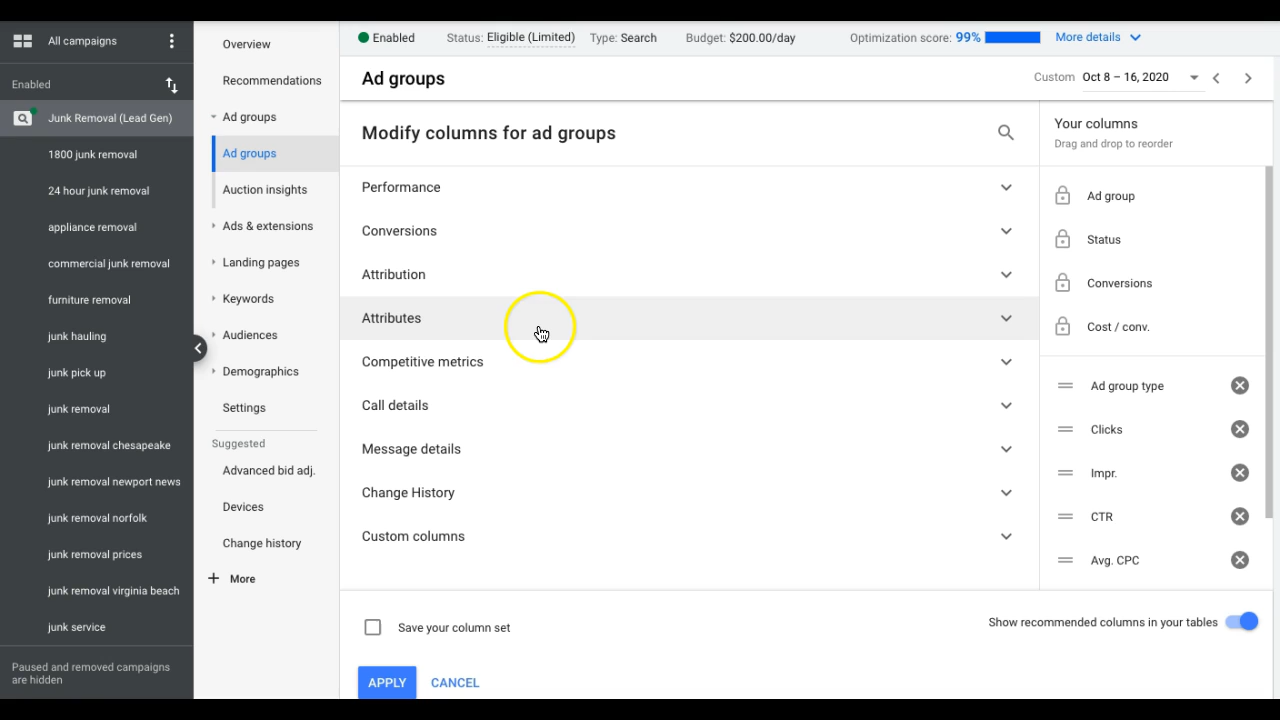 All campaigns
Enabled
Junk Removal (Lead Gen)
1800 junk removal
24 hour junk removal
appliance removal
commercial junk removal
furniture removal
junk hauling
junk pick up
junk removal
junk removal chesapeake
junk removal newport news
junk removal norfolk
junk removal prices
junk removal virginia beach
junk service
Paused and removed campaigns
are hidden
Overview
Recommendations
Ad groups
Ad groups
Auction insights
Ads & extensions
Landing pages
Keywords
Audiences
Demographics
Settings
Suggested
Advanced bid adj.
Devices
Change history
More
Enabled Status: Eligible (Limited) Type: Search Budget: $200.00/day Optimization score: 99% More details
Ad groups
Custom Oct 8 – 16, 2020
Modify columns for ad groups
Performance
Conversions
Attribution
Attributes
Competitive metrics
Call details
Message details
Change History
Custom columns
Your columns
Drag and drop to reorder
Ad group
Status
Conversions
Cost / conv.
Ad group type
Clicks
Impr.
CTR
Avg. CPC
Save your column set
Show recommended columns in your tables
APPLY CANCEL